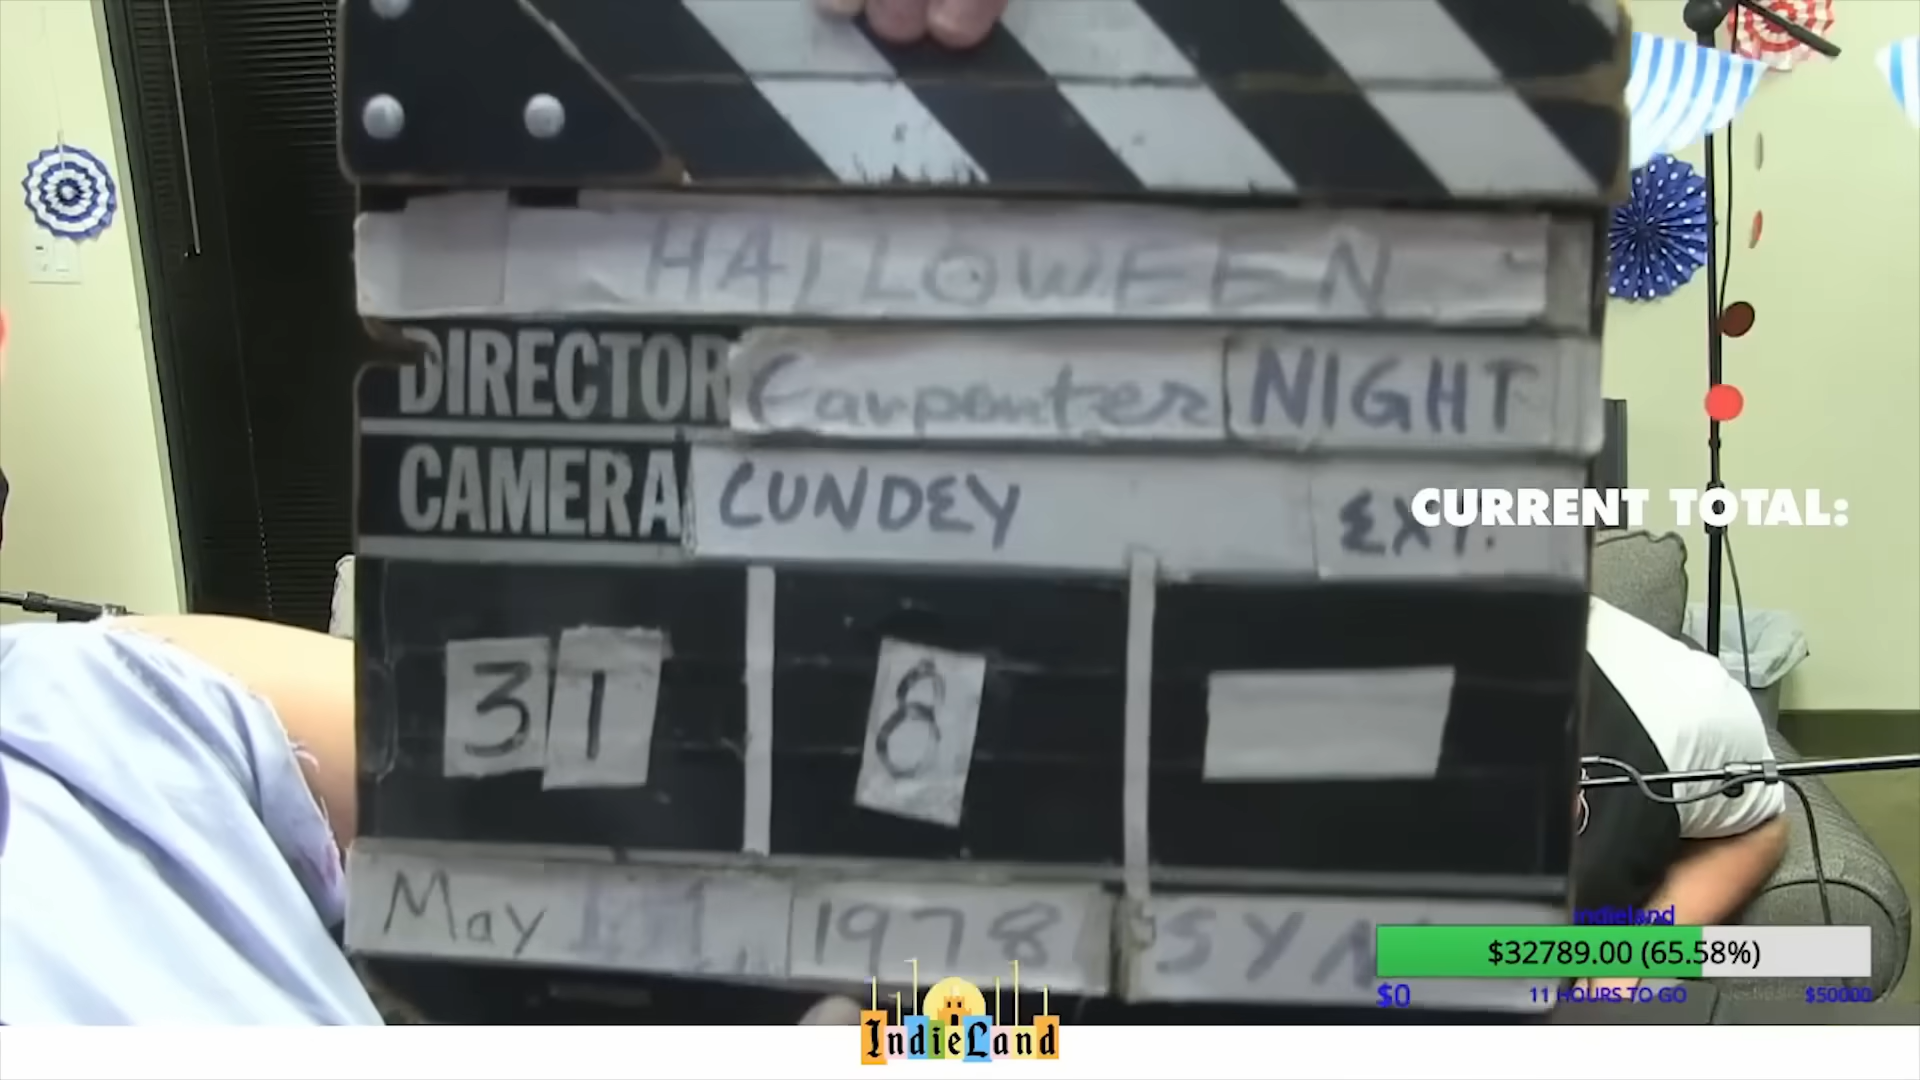 HALLOWEEN
DIRECTOR Carpenter NIGHT
CAMERA CUNDEY EXT.
CURRENT TOTAL:
31 8
May 1978 SYN
indieland
$32789.00 (65.58%)
$0 11 HOURS TO GO $50000
IndieLand